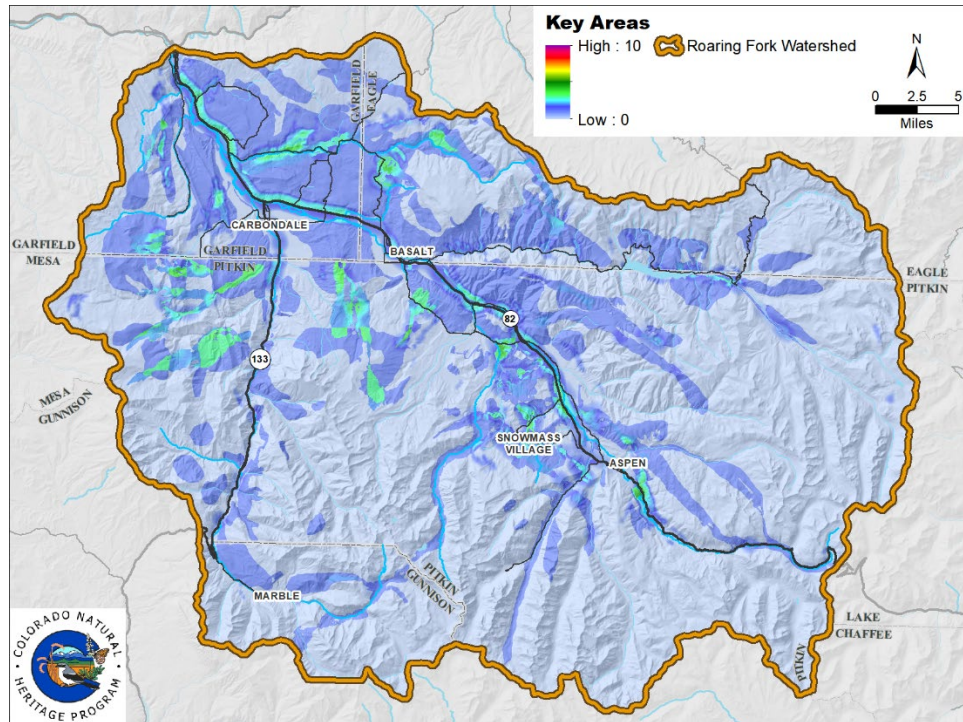 Key Areas
High : 10
Low : 0
Roaring Fork Watershed
N
0 2.5 5
Miles
GARFIELD
EAGLE
CARBONDALE
BASALT
GARFIELD
MESA
GARFIELD
PITKIN
EAGLE
PITKIN
82
133
MESA
GUNNISON
SNOWMASS
VILLAGE
ASPEN
PITKIN
GUNNISON
MARBLE
LAKE
CHAFFEE
PITKIN
COLORADO NATURAL
HERITAGE PROGRAM